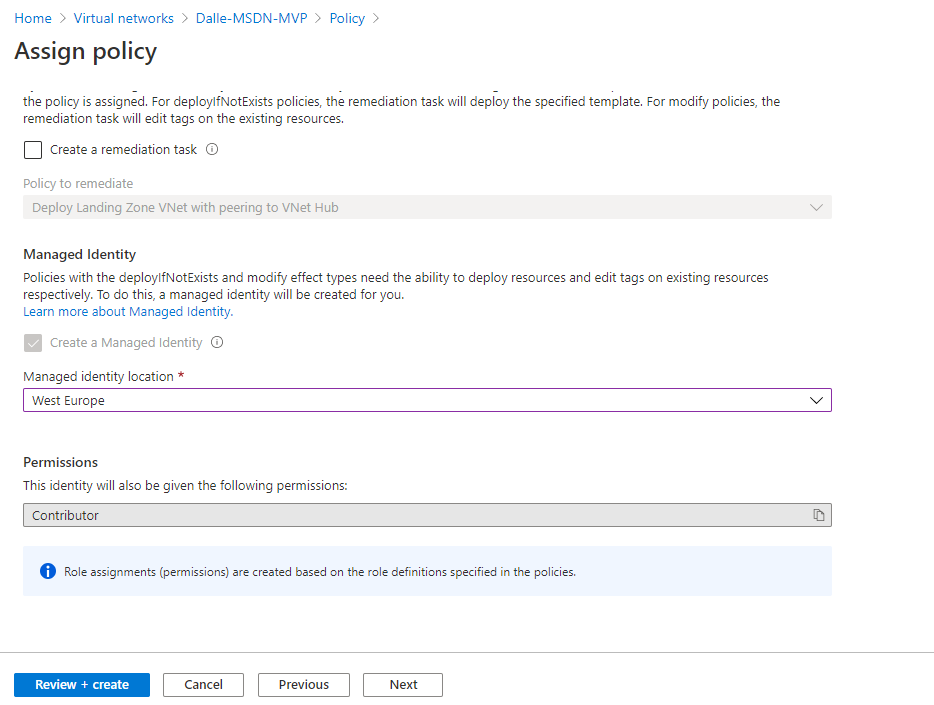 Home > Virtual networks > Dalle-MSDN-MVP > Policy >
Assign policy
the policy is assigned. For deployIfNotExists policies, the remediation task will deploy the specified template. For modify policies, the
remediation task will edit tags on the existing resources.
Create a remediation task
Policy to remediate
Deploy Landing Zone VNet with peering to VNet Hub
Managed Identity
Policies with the deployIfNotExists and modify effect types need the ability to deploy resources and edit tags on existing resources
respectively. To do this, a managed identity will be created for you.
Learn more about Managed Identity.
Create a Managed Identity
Managed identity location *
West Europe
Permissions
This identity will also be given the following permissions:
Contributor
Role assignments (permissions) are created based on the role definitions specified in the policies.
Review + create Cancel Previous Next